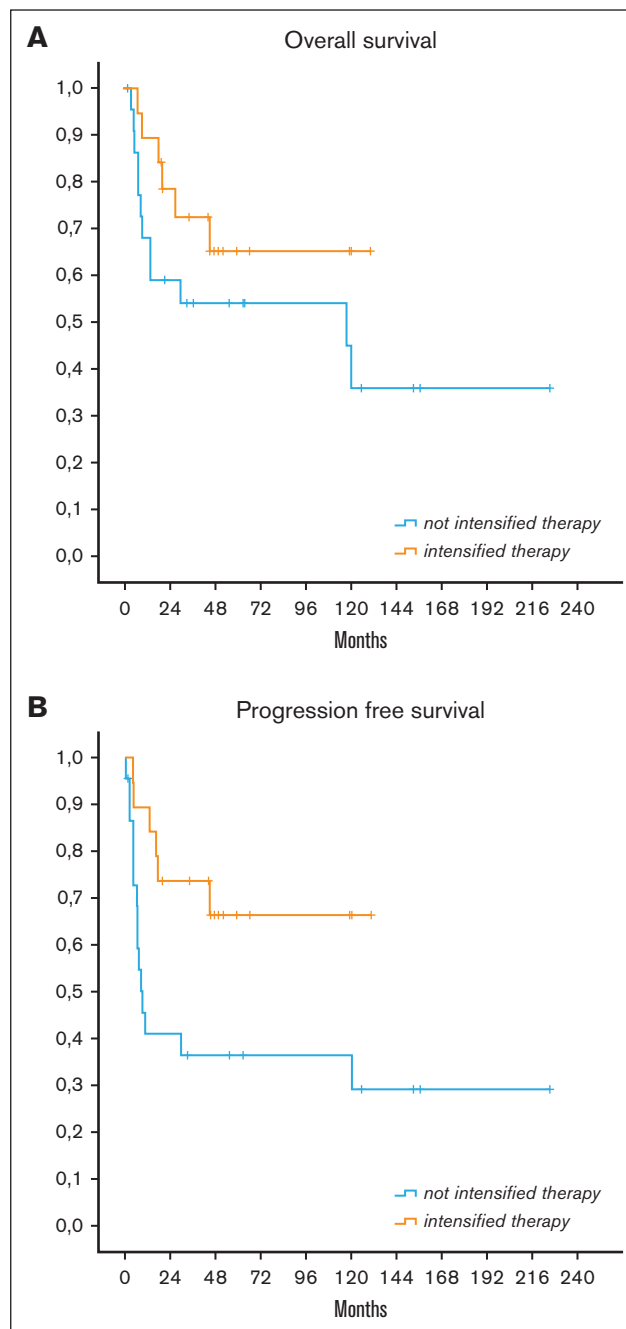 A
Overall survival
1,0
0,9
0,8
0,7
0,6
0,5
0,4
0,3
0,2
0,1
0,0
not intensified therapy
intensified therapy
0 24 48 72 96 120 144 168 192 216 240
Months
B
Progression free survival
1,0
0,9
0,8
0,7
0,6
0,5
0,4
0,3
0,2
0,1
0,0
not intensified therapy
intensified therapy
0 24 48 72 96 120 144 168 192 216 240
Months